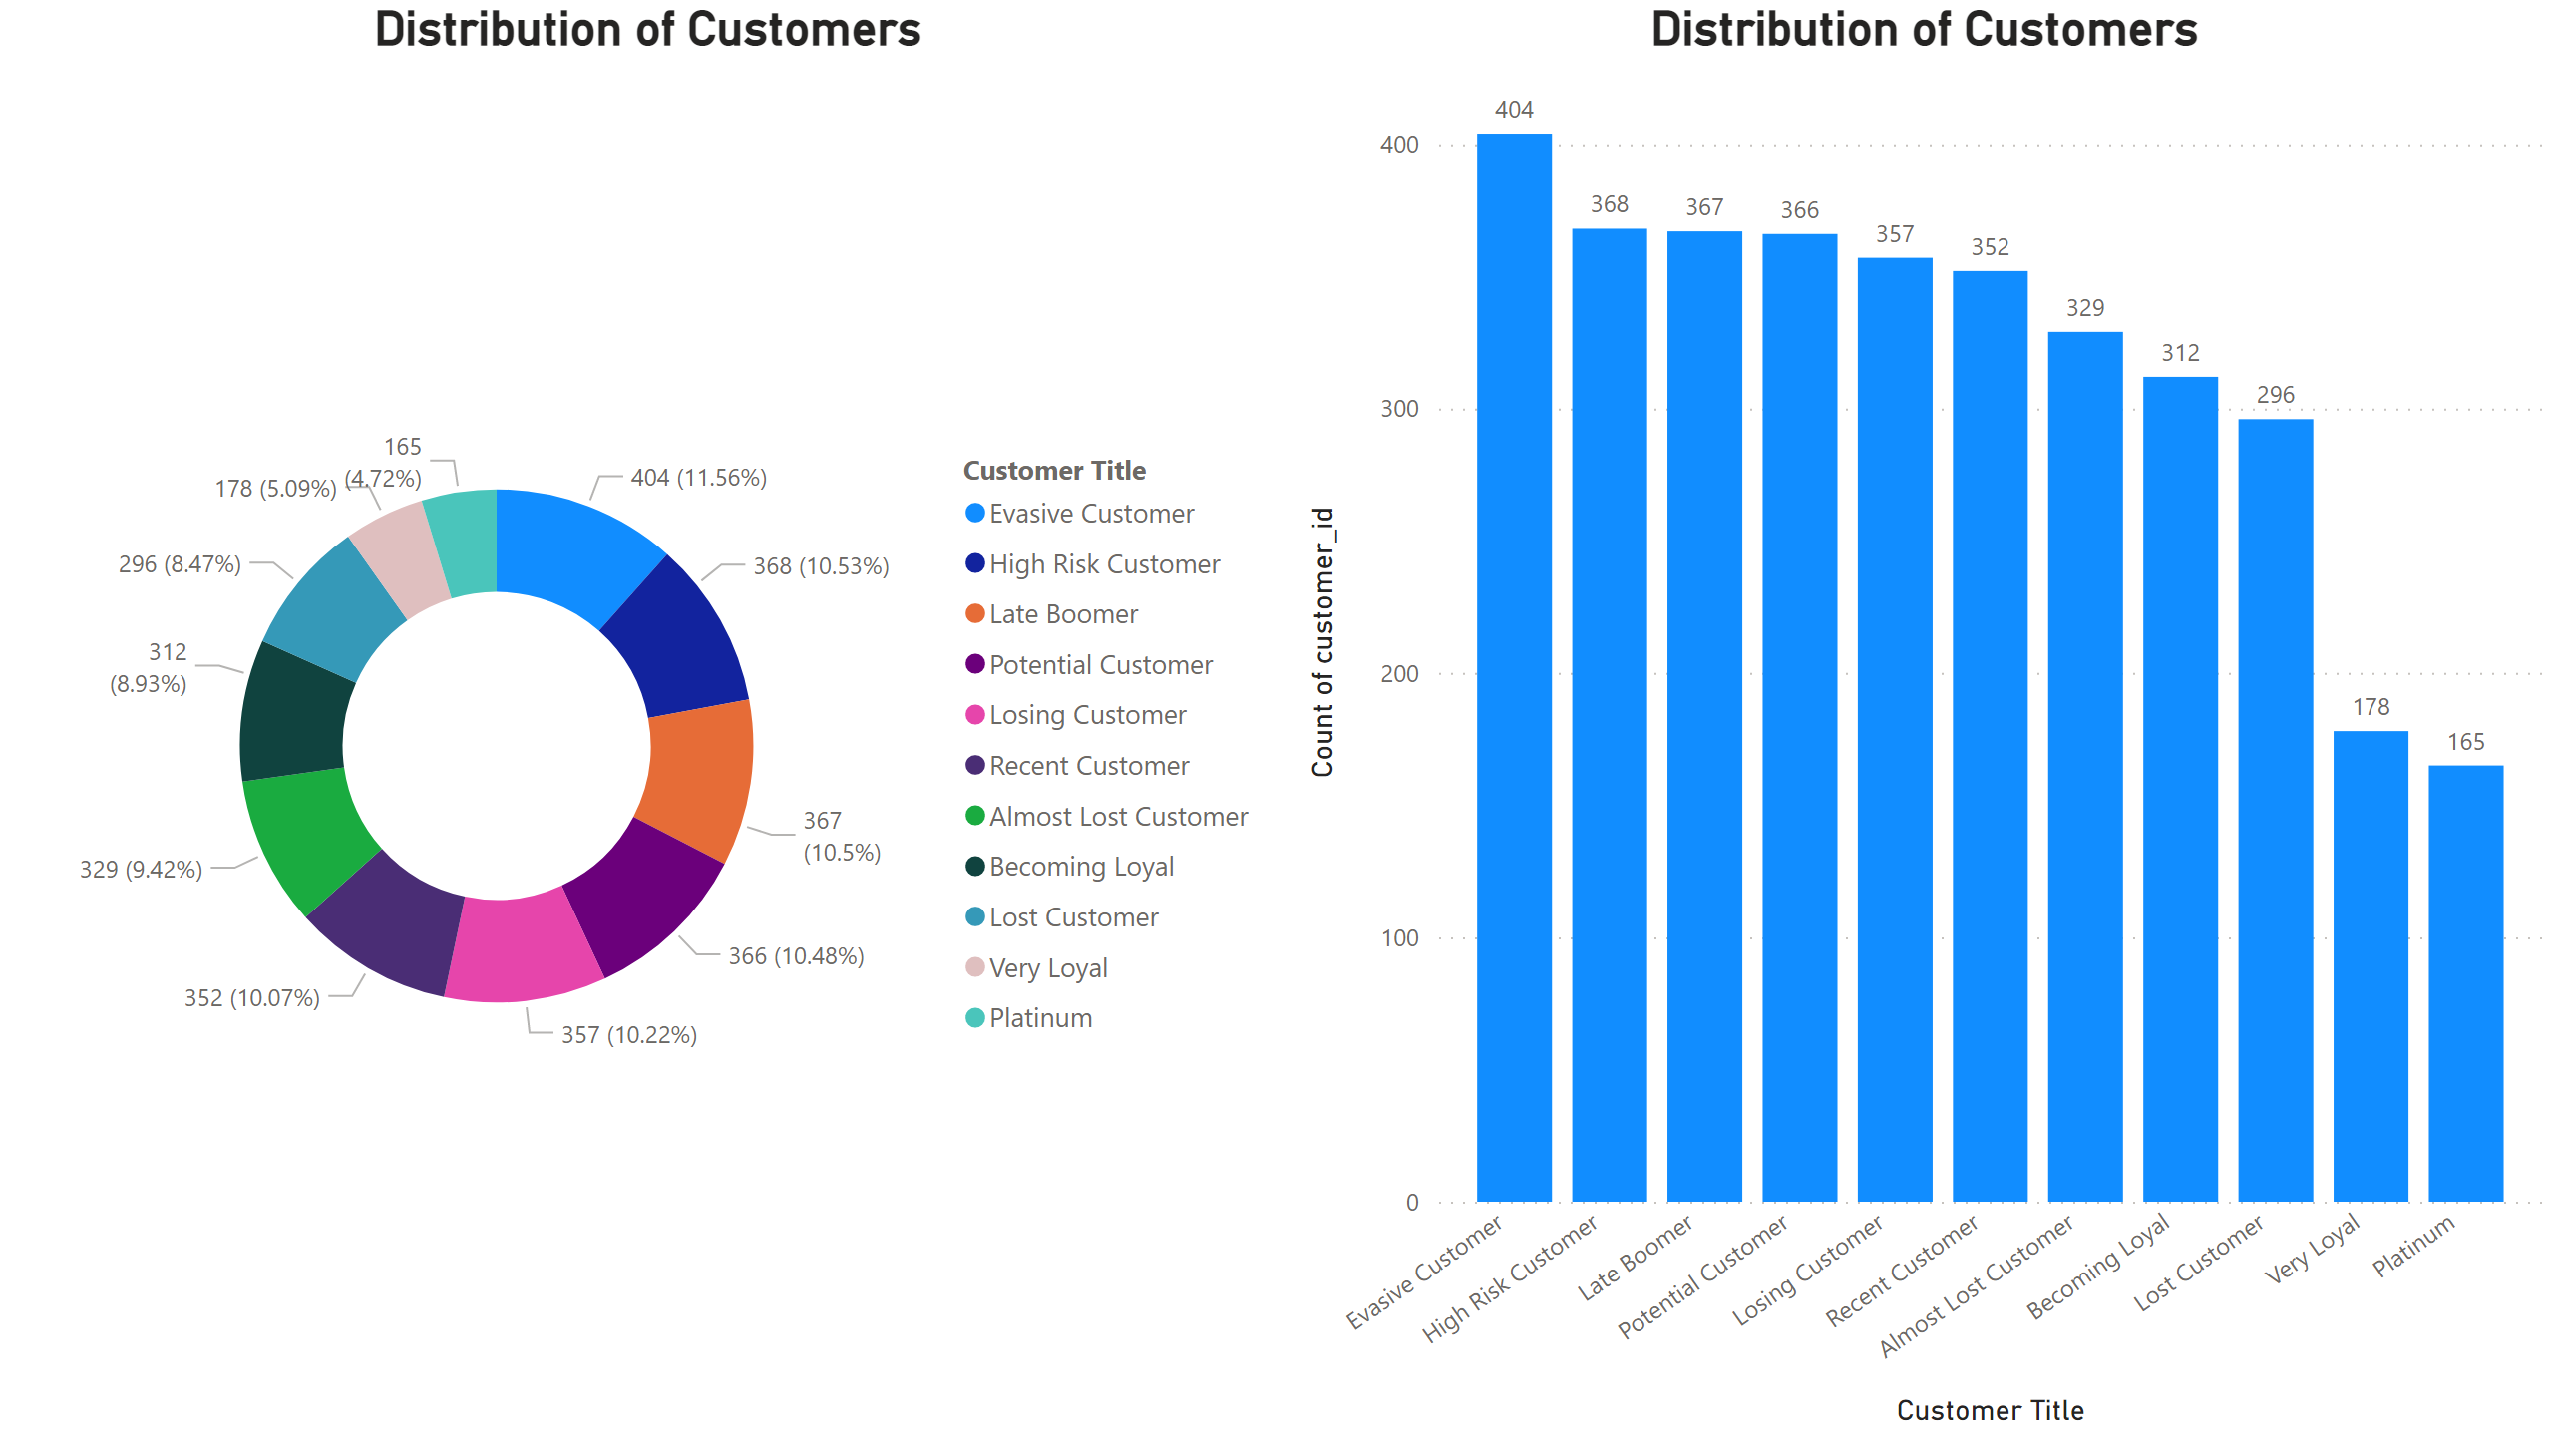 Distribution of Customers
165
(4.72%)
178 (5.09%)
404 (11.56%)
296 (8.47%)
368 (10.53%)
312
(8.93%)
367
(10.5%)
329 (9.42%)
366 (10.48%)
352 (10.07%)
357 (10.22%)
Customer Title
Evasive Customer
High Risk Customer
Late Boomer
Potential Customer
Losing Customer
Recent Customer
Almost Lost Customer
Becoming Loyal
Lost Customer
Very Loyal
Platinum
Distribution of Customers
Count of customer_id
400
300
200
100
0
404
368
367
366
357
352
329
312
296
178
165
Evasive Customer
High Risk Customer
Late Boomer
Potential Customer
Losing Customer
Recent Customer
Almost Lost Customer
Becoming Loyal
Lost Customer
Very Loyal
Platinum
Customer Title